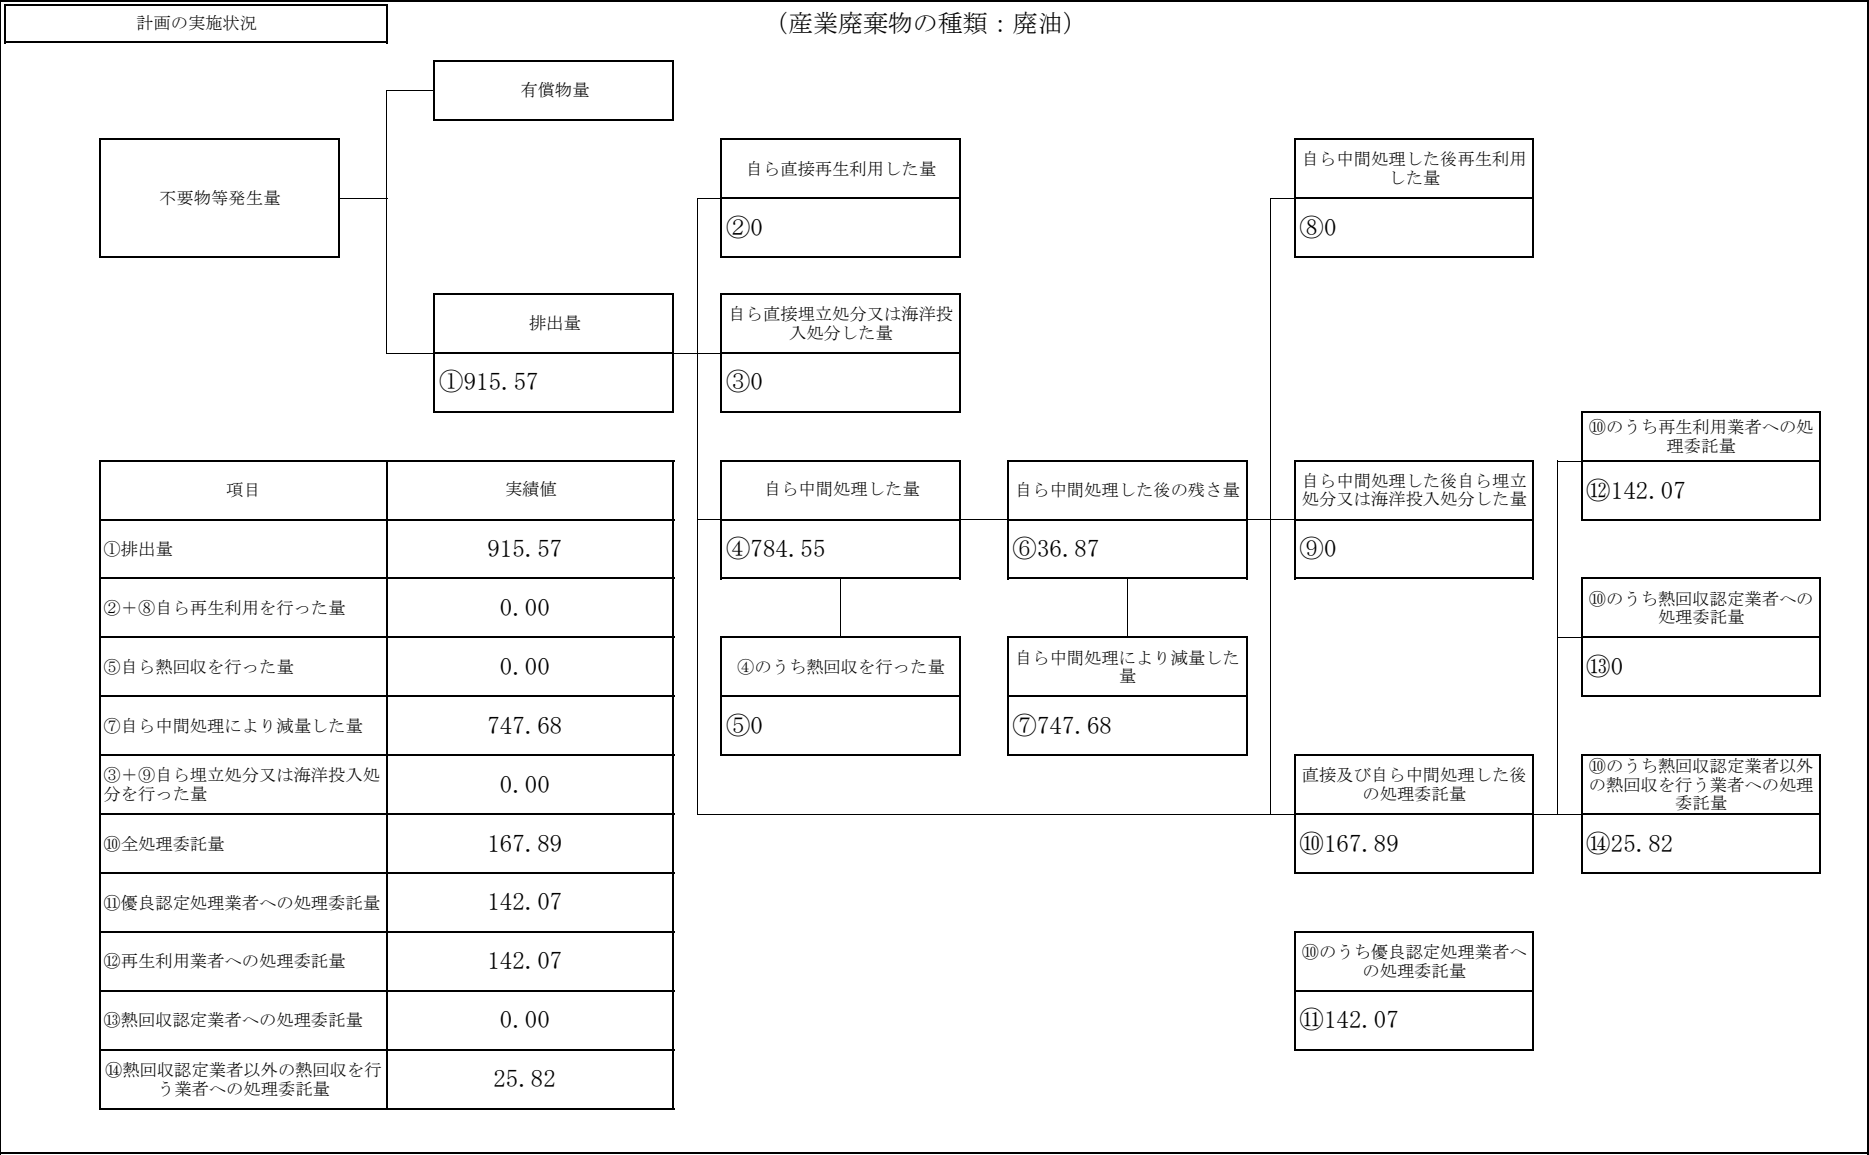 計画の実施状況
（産業廃棄物の種類：廃油）
有償物量
不要物等発生量
排出量
①915.57
自ら直接再生利用した量
②0
自ら直接埋立処分又は海洋投
入処分した量
③0
自ら中間処理した量
④784.55
④のうち熱回収を行った量
⑤0
自ら中間処理した後の残さ量
⑥36.87
自ら中間処理により減量した
量
⑦747.68
自ら中間処理した後再生利用
した量
⑧0
自ら中間処理した後自ら埋立
処分又は海洋投入処分した量
⑨0
直接及び自ら中間処理した後
の処理委託量
⑩167.89
⑩のうち優良認定処理業者へ
の処理委託量
⑪142.07
⑩のうち再生利用業者への処
理委託量
⑫142.07
⑩のうち熱回収認定業者への
処理委託量
⑬0
⑩のうち熱回収認定業者以外
の熱回収を行う業者への処理
委託量
⑭25.82
項目 実績値
①排出量 915.57
②＋⑧自ら再生利用を行った量 0.00
⑤自ら熱回収を行った量 0.00
⑦自ら中間処理により減量した量 747.68
③＋⑨自ら埋立処分又は海洋投入処
分を行った量 0.00
⑩全処理委託量 167.89
⑪優良認定処理業者への処理委託量 142.07
⑫再生利用業者への処理委託量 142.07
⑬熱回収認定業者への処理委託量 0.00
⑭熱回収認定業者以外の熱回収を行
う業者への処理委託量 25.82